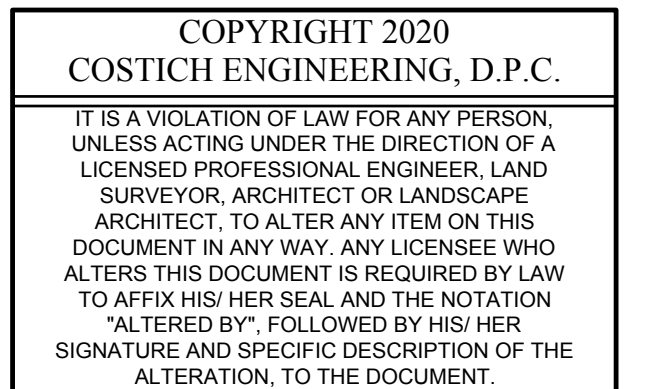 COPYRIGHT 2020
COSTICH ENGINEERING, D.P.C.
IT IS A VIOLATION OF LAW FOR ANY PERSON,
UNLESS ACTING UNDER THE DIRECTION OF A
LICENSED PROFESSIONAL ENGINEER, LAND
SURVEYOR, ARCHITECT OR LANDSCAPE
ARCHITECT, TO ALTER ANY ITEM ON THIS
DOCUMENT IN ANY WAY. ANY LICENSEE WHO
ALTERS THIS DOCUMENT IS REQUIRED BY LAW
TO AFFIX HIS/ HER SEAL AND THE NOTATION
"ALTERED BY", FOLLOWED BY HIS/ HER
SIGNATURE AND SPECIFIC DESCRIPTION OF THE
ALTERATION, TO THE DOCUMENT.